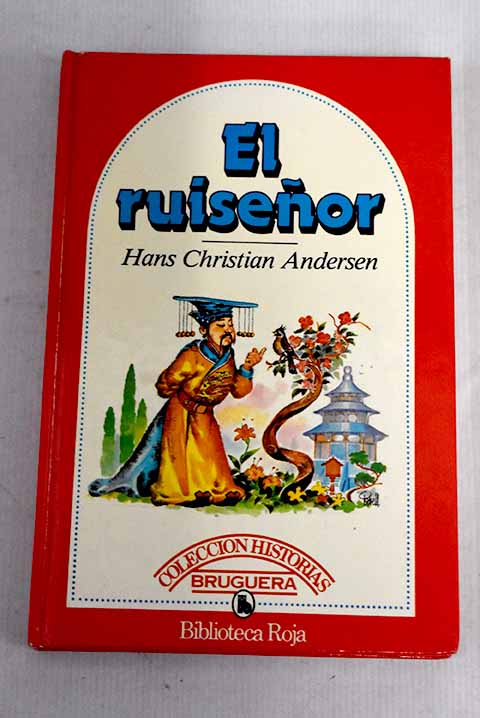 El
ruiseñor
Hans Christian Andersen
COLECCION HISTORIAS
BRUGUERA
Biblioteca Roja